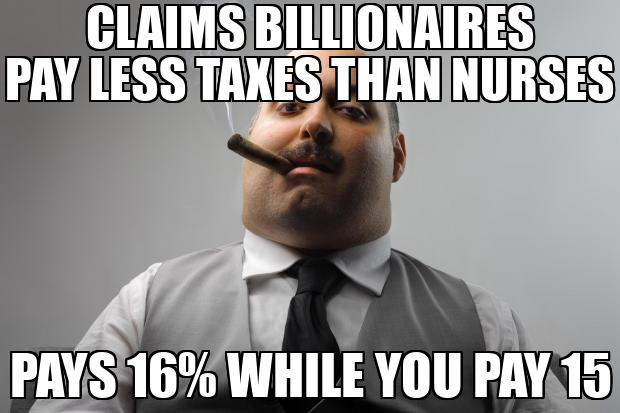 CLAIMS BILLIONAIRES
PAY LESS TAXES THAN NURSES
PAYS 16% WHILE YOU PAY 15